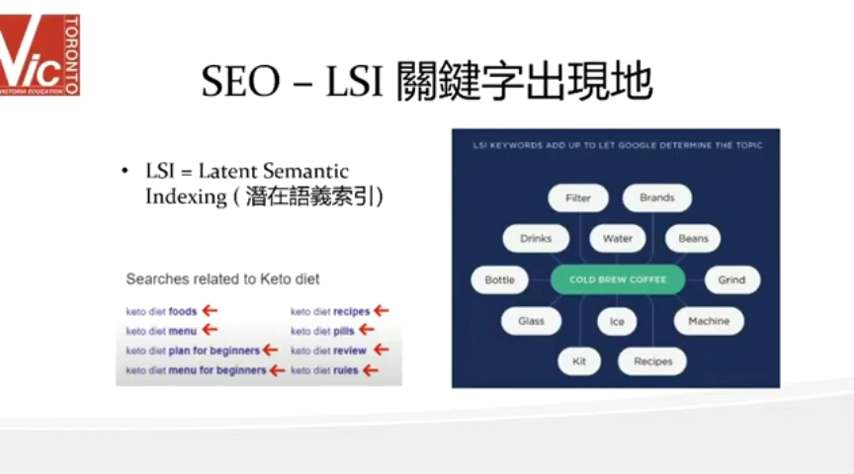 Vic
TORONTO
VICTORIA EDUCATION
SEO – LSI 關鍵字出現地
• LSI = Latent Semantic
Indexing ( 潛在語義索引)
Searches related to Keto diet
keto diet foods
keto diet recipes
keto diet menu
keto diet pills
keto diet plan for beginners
keto diet review
keto diet menu for beginners
keto diet rules
LSI KEYWORDS ADD UP TO LET GOOGLE DETERMINE THE TOPIC
Filter
Brands
Drinks
Water
Beans
Bottle
COLD BREW COFFEE
Grind
Glass
Ice
Machine
Kit
Recipes